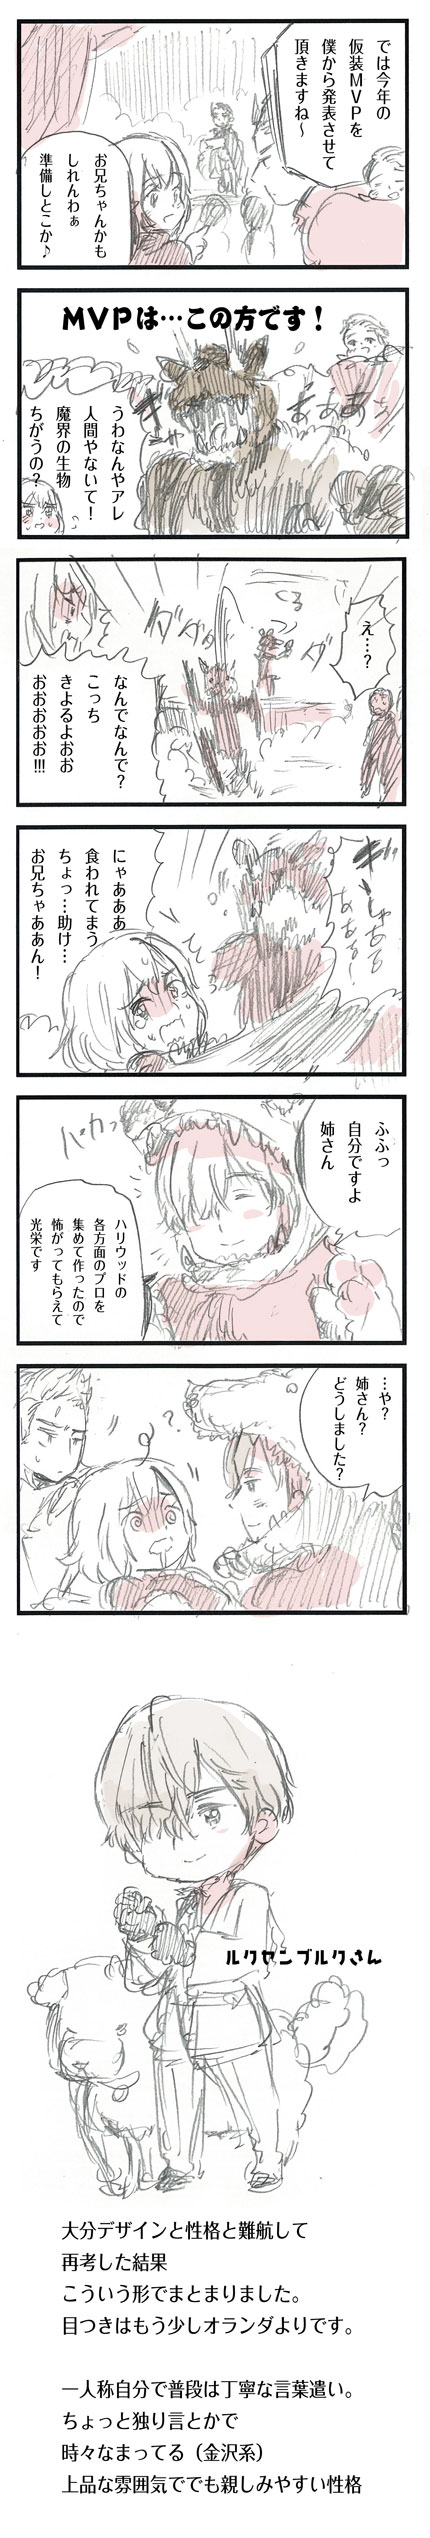 では今年の
仮装MVPを
僕から発表させて
頂きますね～
お兄ちゃんかも
しれんわぁ
準備しとこか♪
MVPは…この方です！
うわなんやアレ
人間やないて！
魔界の生物
ちがうの？
え…？
くるっ
ダダダ
なんでなんで？
こっち
きよるよおお
おおおおお!!!
にゃあああ
食われてまう
ちょっ…助け…
お兄ちゃああん！
ふふっ
自分ですよ
姉さん
パカっ
ハリウッドの
各方面のプロを
集めて作ったので
怖がってもらえて
光栄です
…や？
姉さん？
どうしました？
？
ルクセンブルクさん
大分デザインと性格と難航して
再考した結果
こういう形でまとまりました。
目つきはもう少しオランダよりです。
一人称自分で普段は丁寧な言葉遣い。
ちょっと独り言とかで
時々なまってる（金沢系）
上品な雰囲気ででも親しみやすい性格